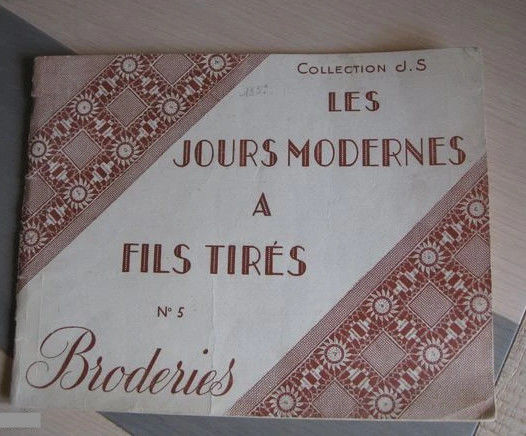 COLLECTION J.S
LES
JOURS MODERNES
A
FILS TIRÉS
N° 5
Broderies